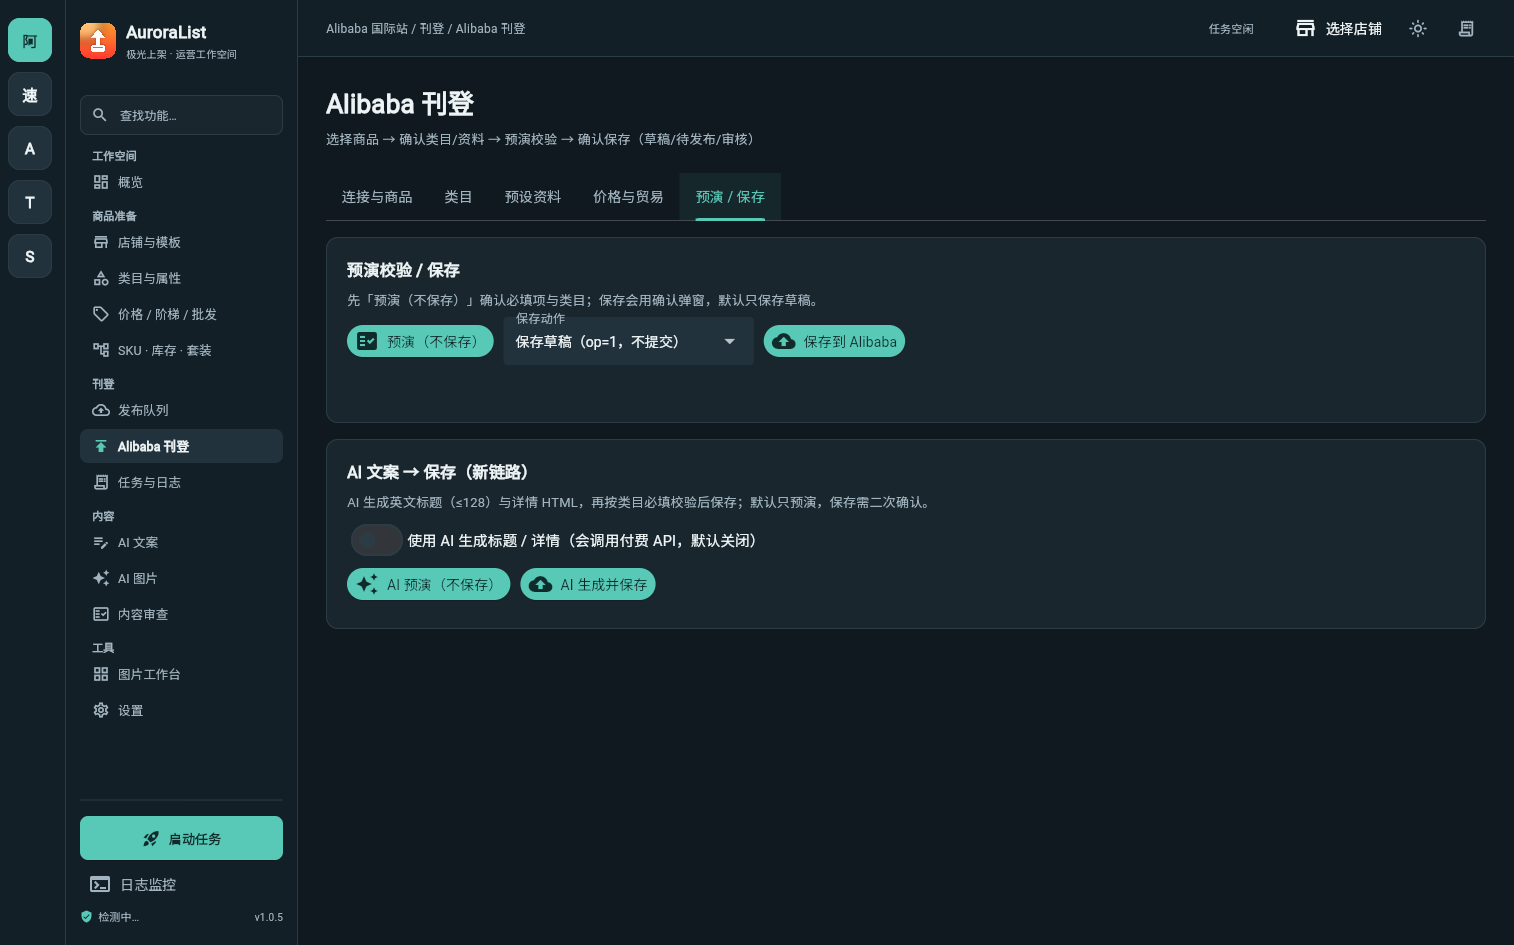 阿
速
A
T
S
AuroraList
极光上架 · 运营工作空间
查找功能...
工作空间
概览
商品准备
店铺与模板
类目与属性
价格 / 阶梯 / 批发
SKU · 库存 · 套装
刊登
发布队列
Alibaba 刊登
任务与日志
内容
AI 文案
AI 图片
内容审查
工具
图片工作台
设置
启动任务
日志监控
检测中... v1.0.5
Alibaba 国际站 / 刊登 / Alibaba 刊登
任务空闲 选择店铺
Alibaba 刊登
选择商品 → 确认类目/资料 → 预演校验 → 确认保存（草稿/待发布/审核）
连接与商品 类目 预设资料 价格与贸易 预演 / 保存
预演校验 / 保存
先「预演（不保存）」确认必填项与类目；保存会用确认弹窗，默认只保存草稿。
保存动作
预演（不保存） 保存草稿（op=1，不提交） 保存到 Alibaba
AI 文案 → 保存（新链路）
AI 生成英文标题（≤128）与详情 HTML，再按类目必填校验后保存；默认只预演，保存需二次确认。
使用 AI 生成标题 / 详情（会调用付费 API，默认关闭）
AI 预演（不保存） AI 生成并保存